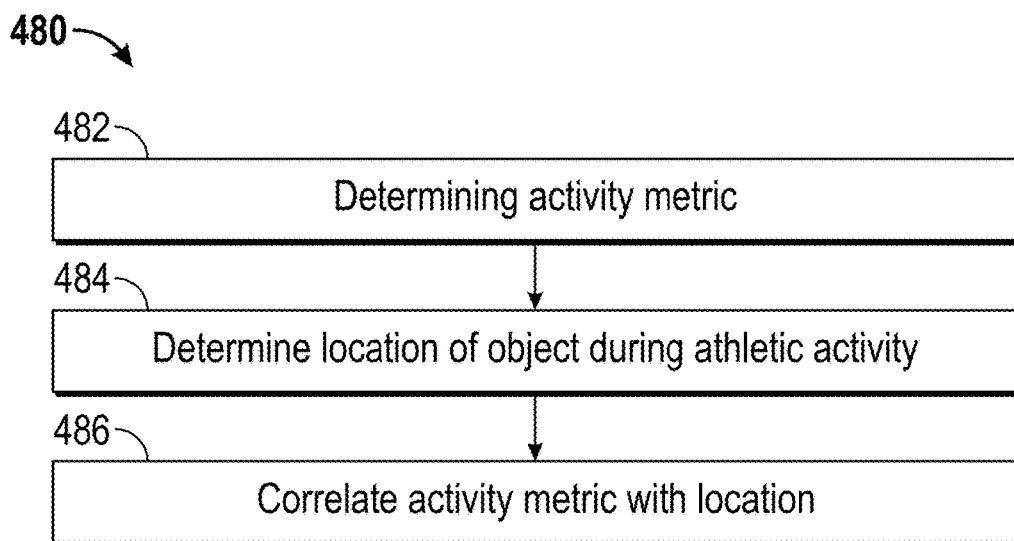 480
482
Determining activity metric
484
Determine location of object during athletic activity
486
Correlate activity metric with location